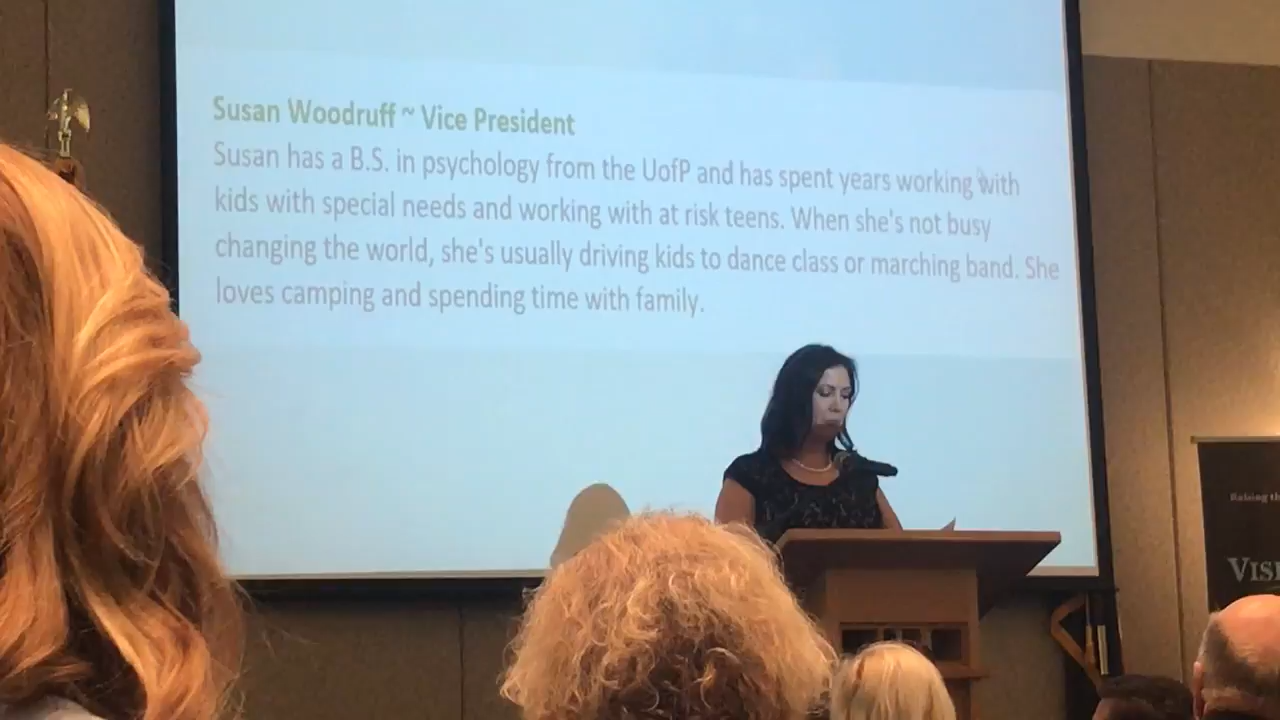 Susan Woodruff ~ Vice President
Susan has a B.S. in psychology from the UofP and has spent years working with
kids with special needs and working with at risk teens. When she's not busy
changing the world, she's usually driving kids to dance class or marching band. She
loves camping and spending time with family.
Raising